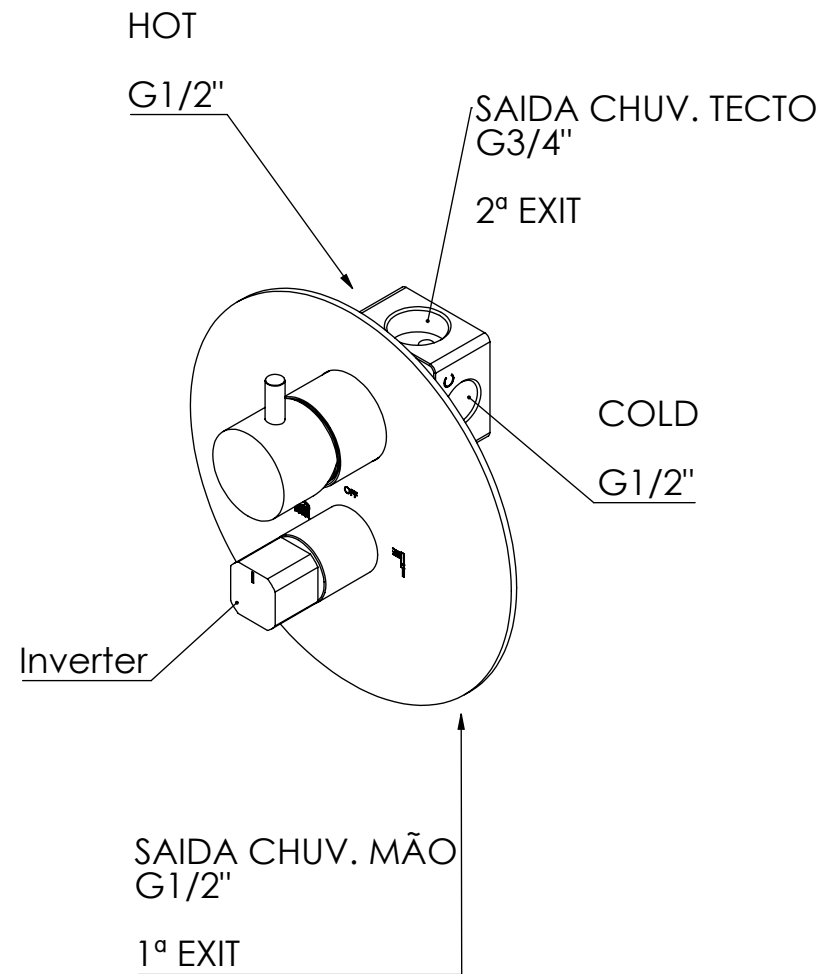 HOT
G1/2"
SAIDA CHUV. TECTO
G3/4"
2ª EXIT
COLD
G1/2"
OFF
Inverter
SAIDA CHUV. MÃO
G1/2"
1ª EXIT